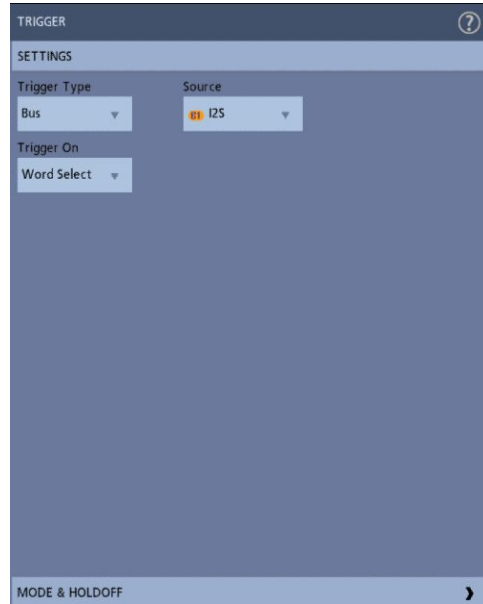 TRIGGER
?
SETTINGS
Trigger Type Source
Bus B1 I2S
Trigger On
Word Select
MODE & HOLDOFF